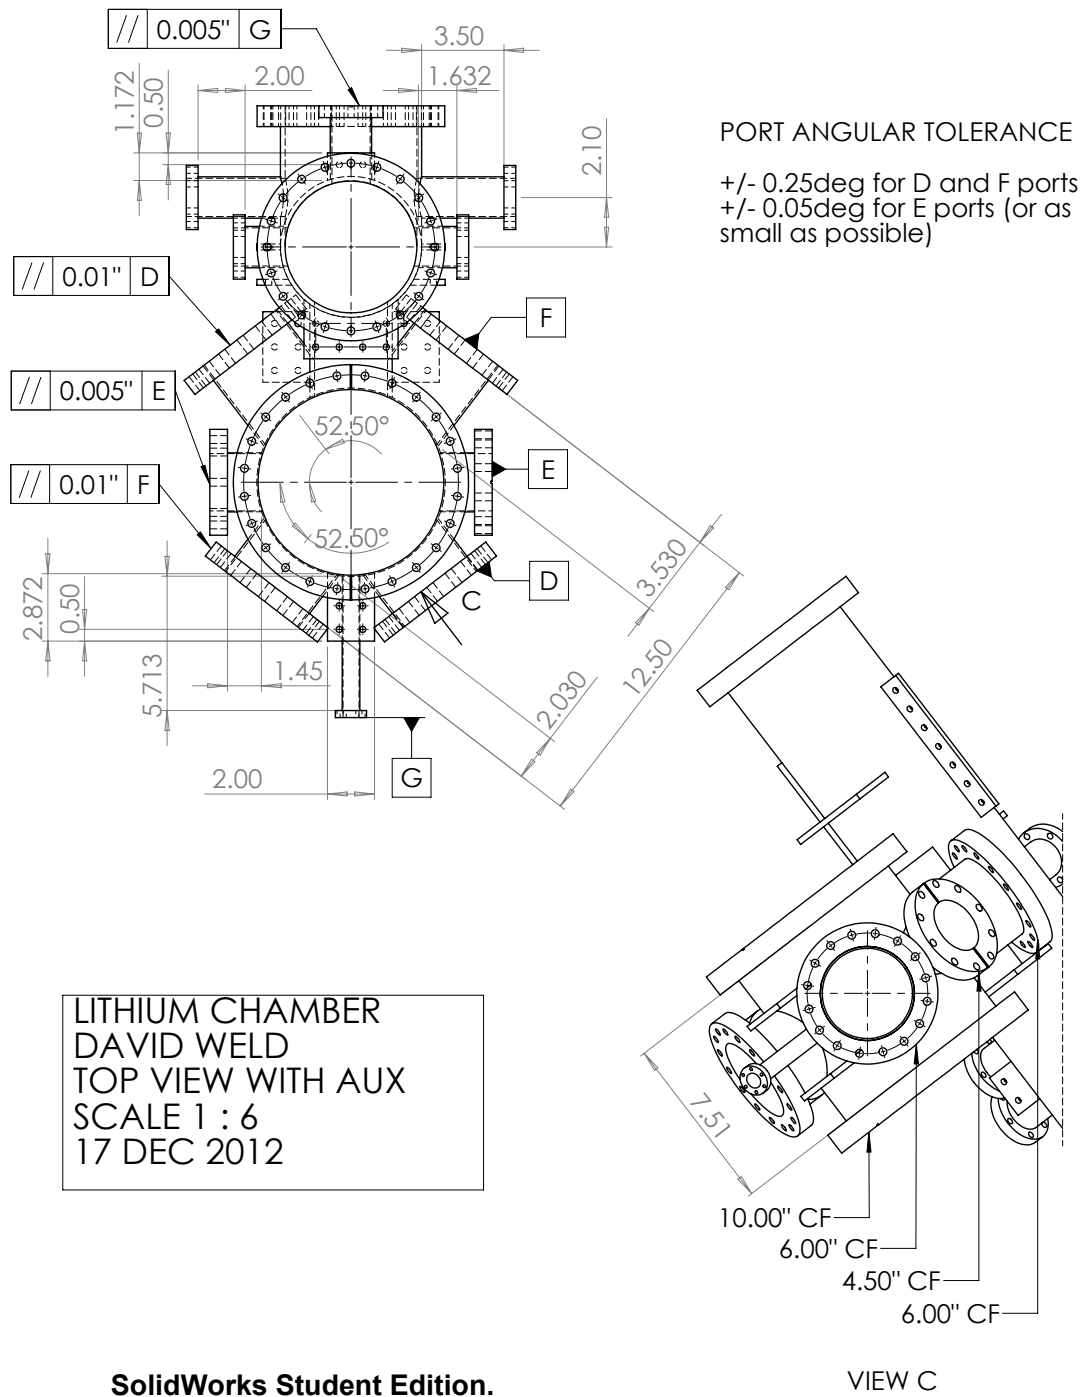 // 0.005" G
3.50
2.00
1.632
1.172
0.50
2.10
PORT ANGULAR TOLERANCE
+/- 0.25deg for D and F ports
+/- 0.05deg for E ports (or as
small as possible)
// 0.01" D
F
// 0.005" E
52.50°
E
// 0.01" F
52.50°
D
C
3.530
12.50
2.872
0.50
5.713
1.45
2.030
2.00
G
LITHIUM CHAMBER
DAVID WELD
TOP VIEW WITH AUX
SCALE 1 : 6
17 DEC 2012
7.51
10.00" CF
6.00" CF
4.50" CF
6.00" CF
VIEW C
SolidWorks Student Edition.